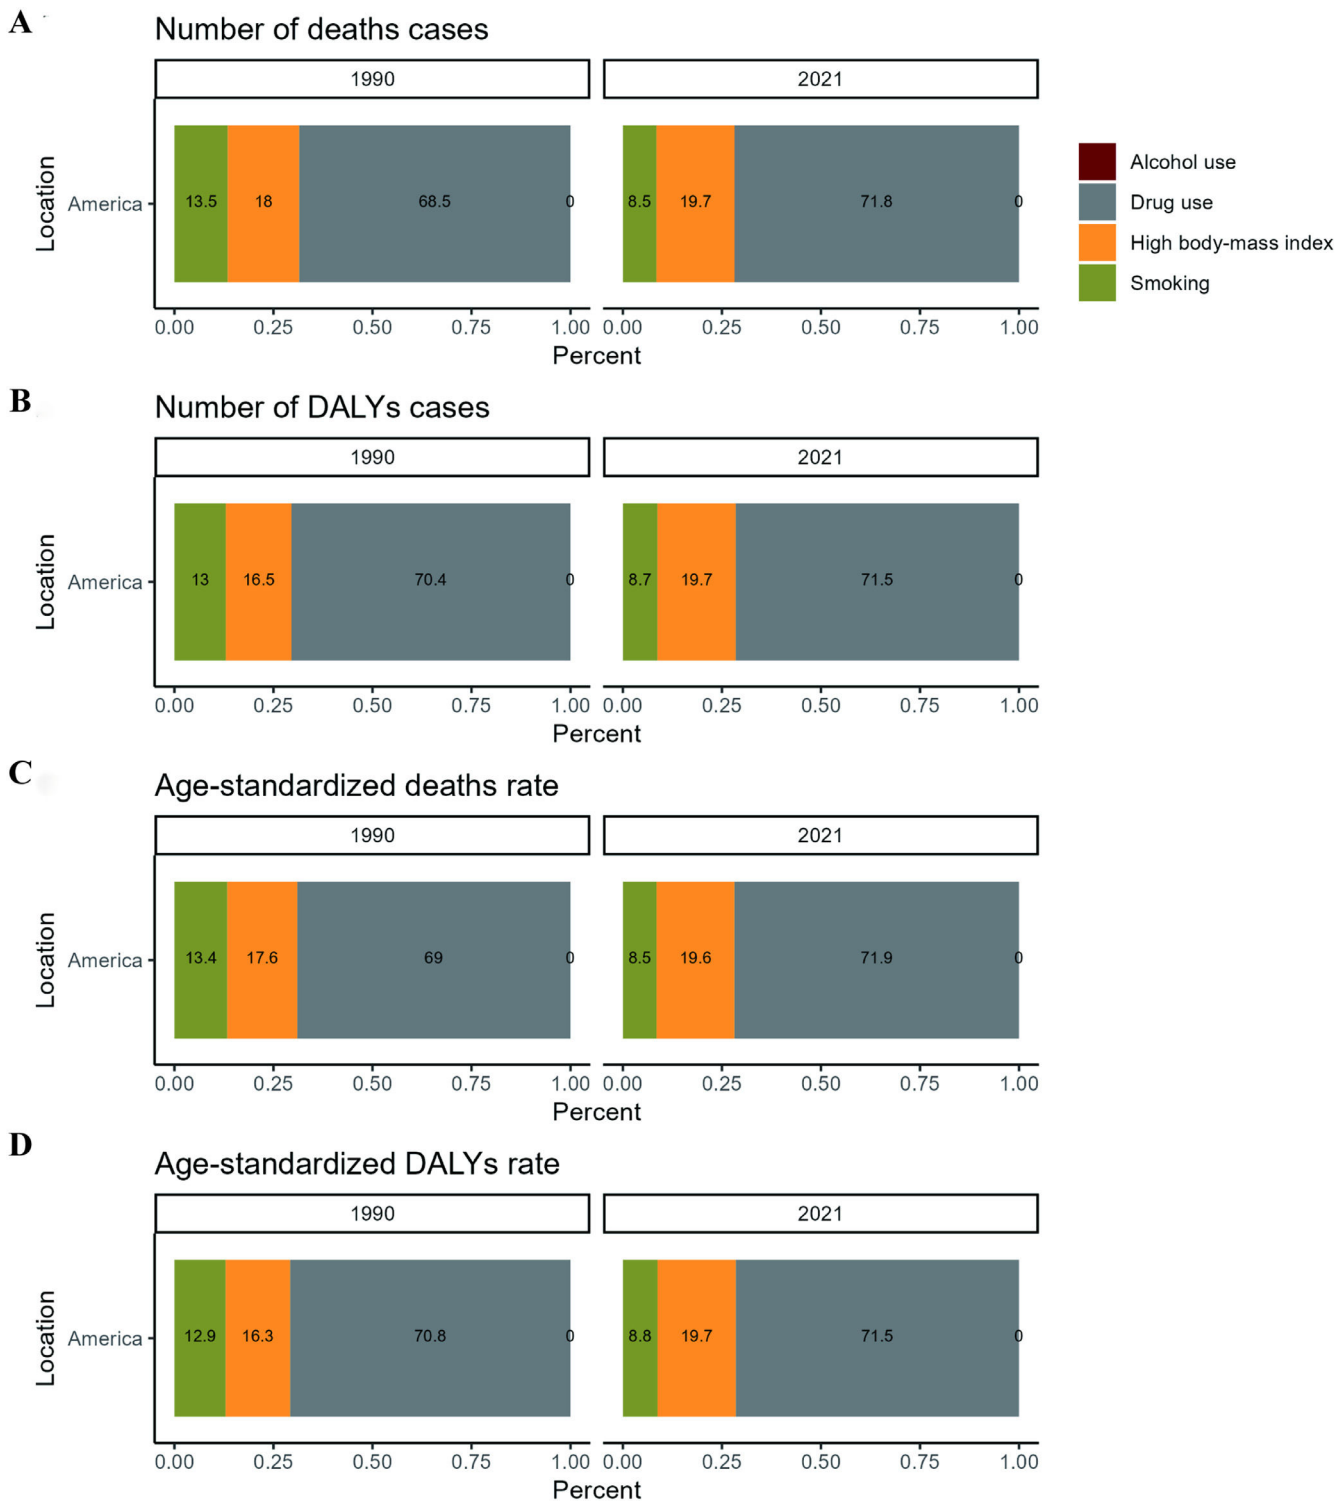 A
Number of deaths cases
1990 2021
Location
America
13.5 18 68.5 0 8.5 19.7 71.8 0
0.00 0.25 0.50 0.75 1.00 0.00 0.25 0.50 0.75 1.00
Percent
Alcohol use
Drug use
High body-mass index
Smoking
B
Number of DALYs cases
1990 2021
Location
America
13 16.5 70.4 0 8.7 19.7 71.5 0
0.00 0.25 0.50 0.75 1.00 0.00 0.25 0.50 0.75 1.00
Percent
C
Age-standardized deaths rate
1990 2021
Location
America
13.4 17.6 69 0 8.5 19.6 71.9 0
0.00 0.25 0.50 0.75 1.00 0.00 0.25 0.50 0.75 1.00
Percent
D
Age-standardized DALYs rate
1990 2021
Location
America
12.9 16.3 70.8 0 8.8 19.7 71.5 0
0.00 0.25 0.50 0.75 1.00 0.00 0.25 0.50 0.75 1.00
Percent